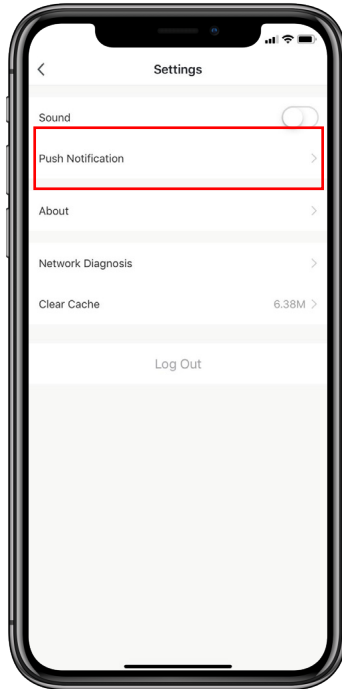 Settings
Sound
Push Notification
About
Network Diagnosis
Clear Cache 6.38M
Log Out